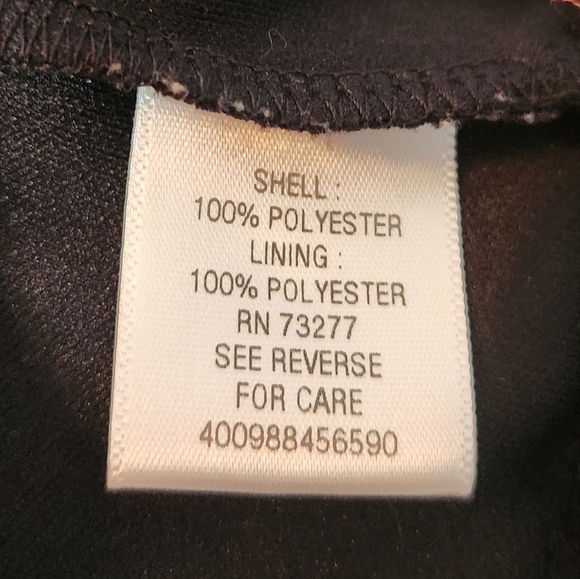 SHELL :
100% POLYESTER
LINING :
100% POLYESTER
RN 73277
SEE REVERSE
FOR CARE
400988456590